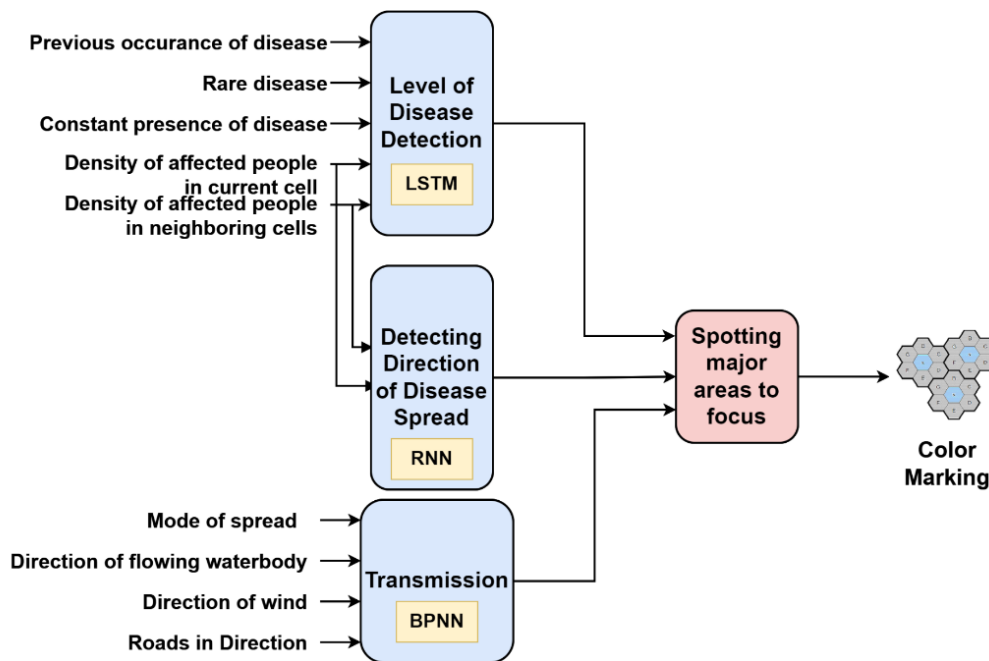 Previous occurance of disease
Rare disease
Constant presence of disease
Density of affected people
in current cell
Density of affected people
in neighboring cells
Level of
Disease
Detection
LSTM
Detecting
Direction
of Disease
Spread
RNN
Mode of spread
Direction of flowing waterbody
Direction of wind
Roads in Direction
Transmission
BPNN
Spotting
major
areas to
focus
Color
Marking